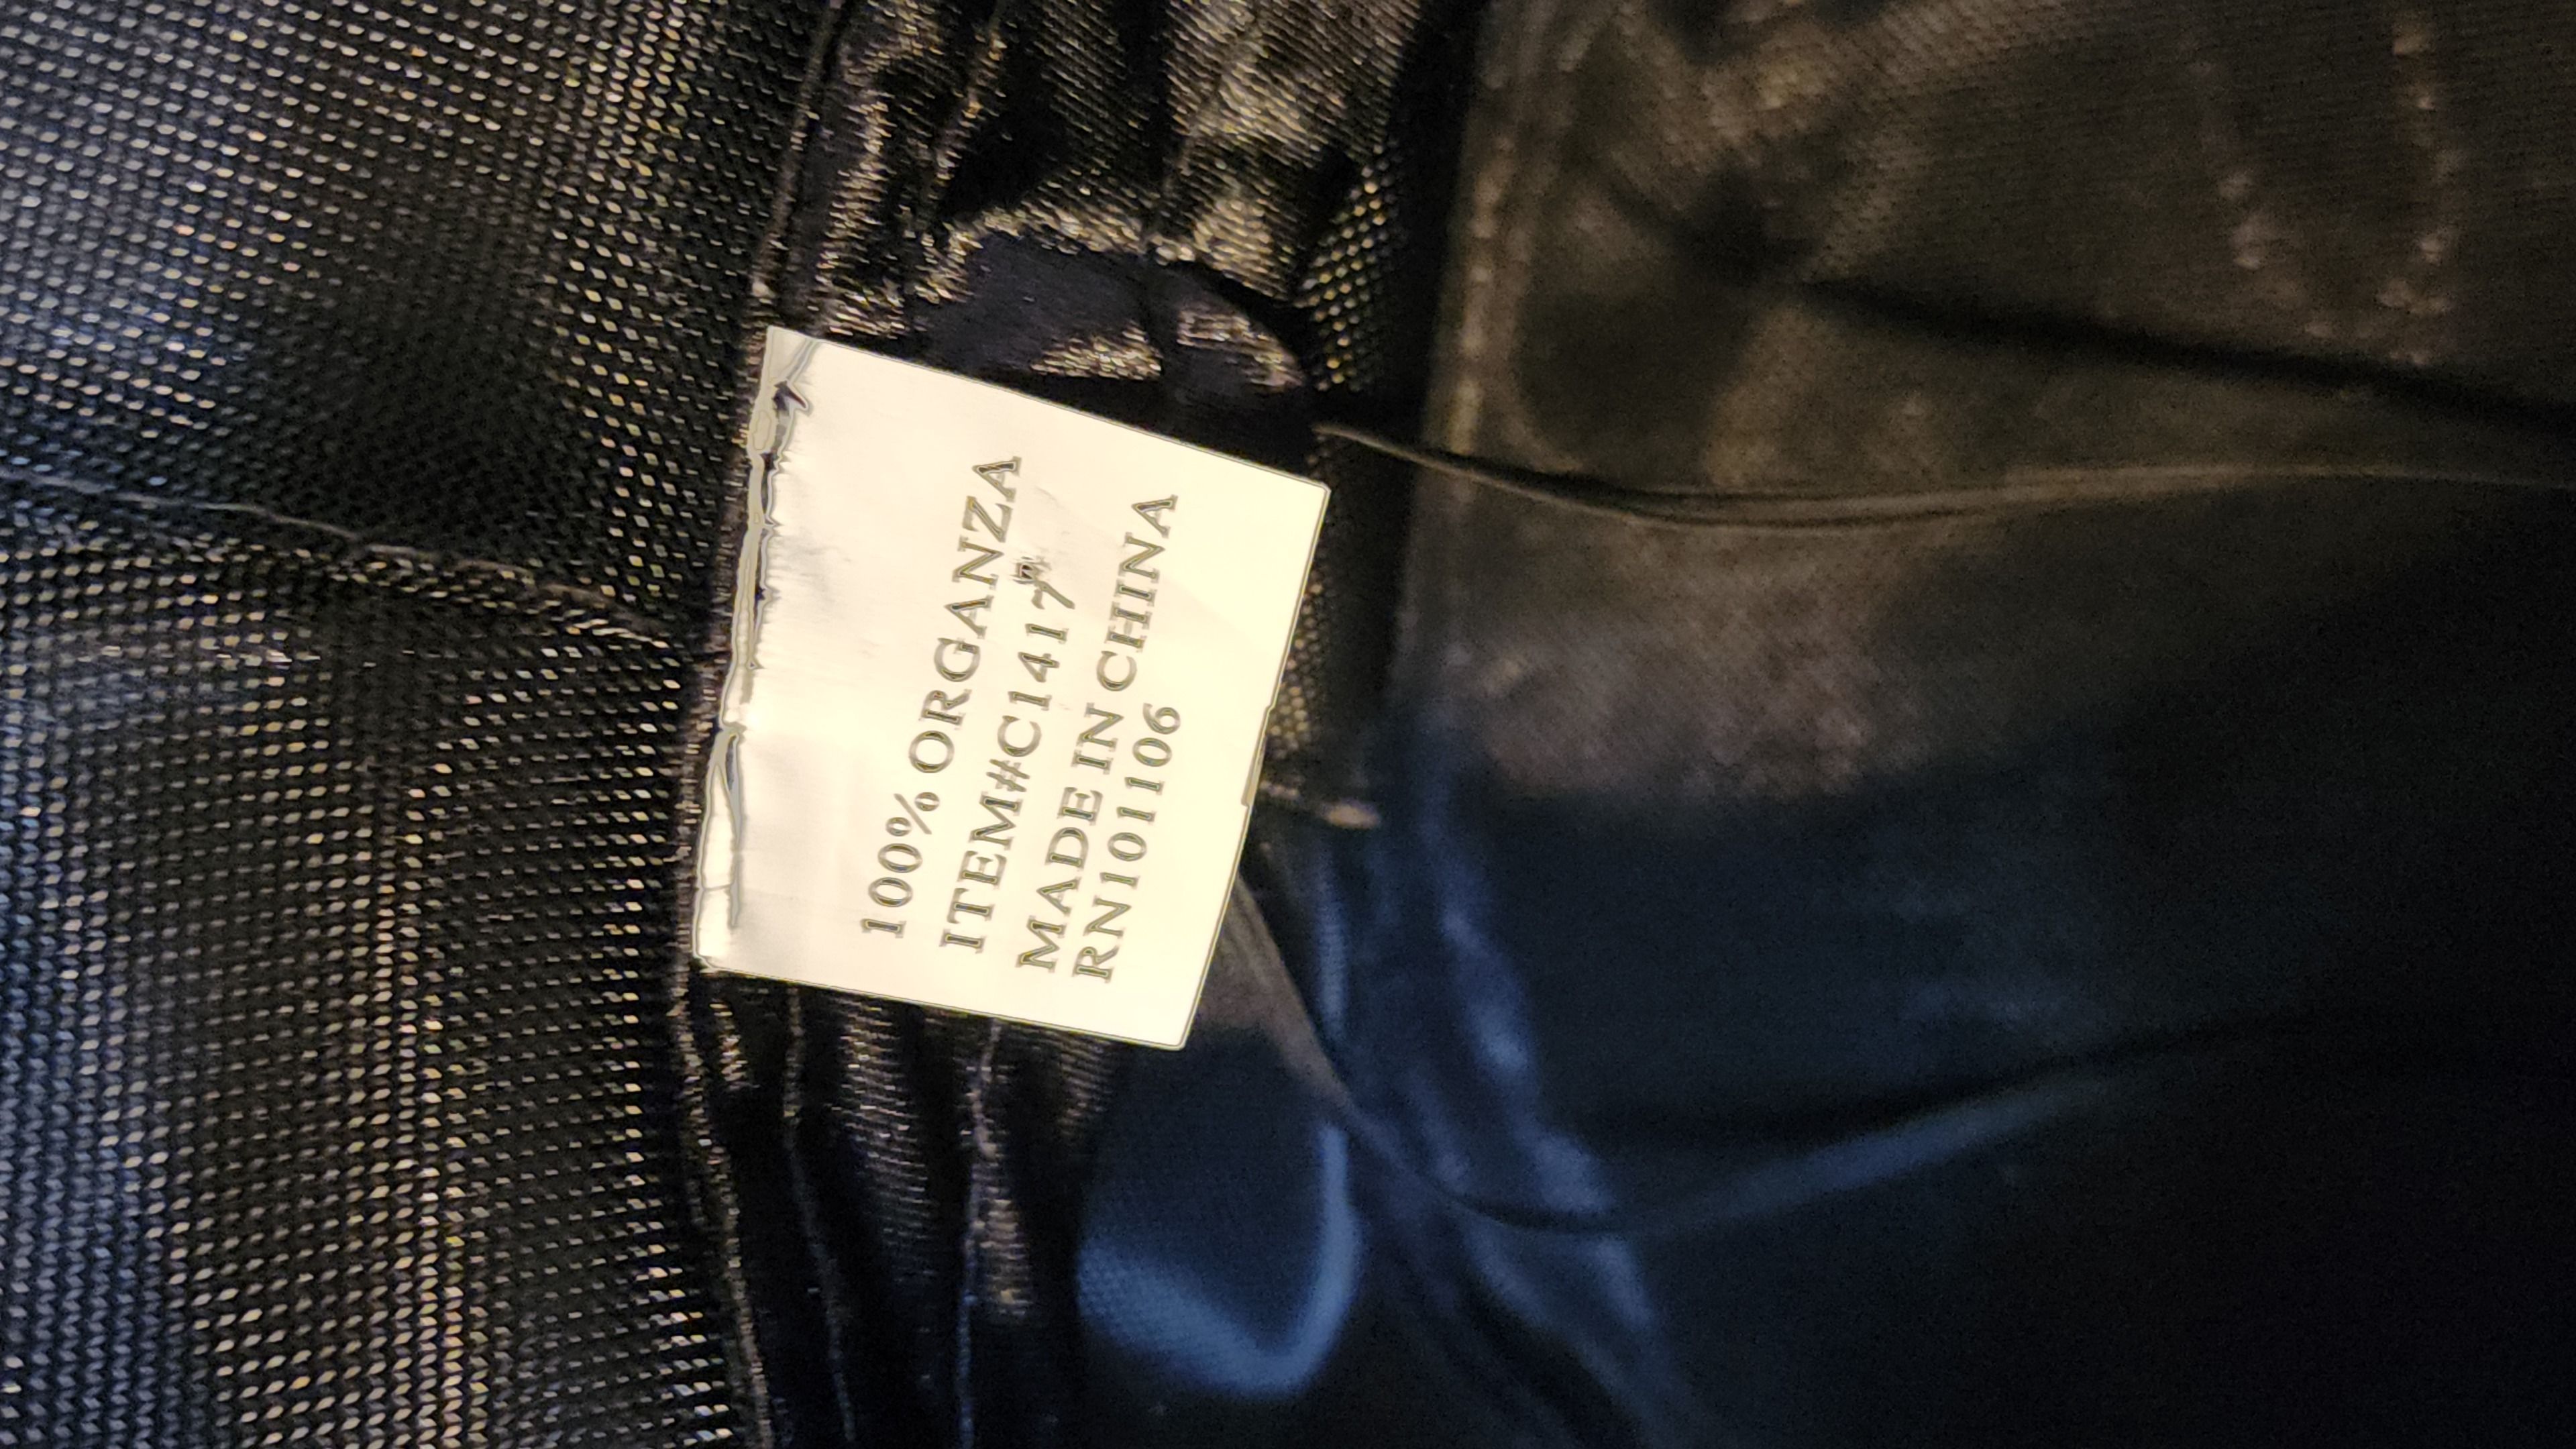 100% ORGANZA
ITEM#C1417
MADE IN CHINA
RN101106